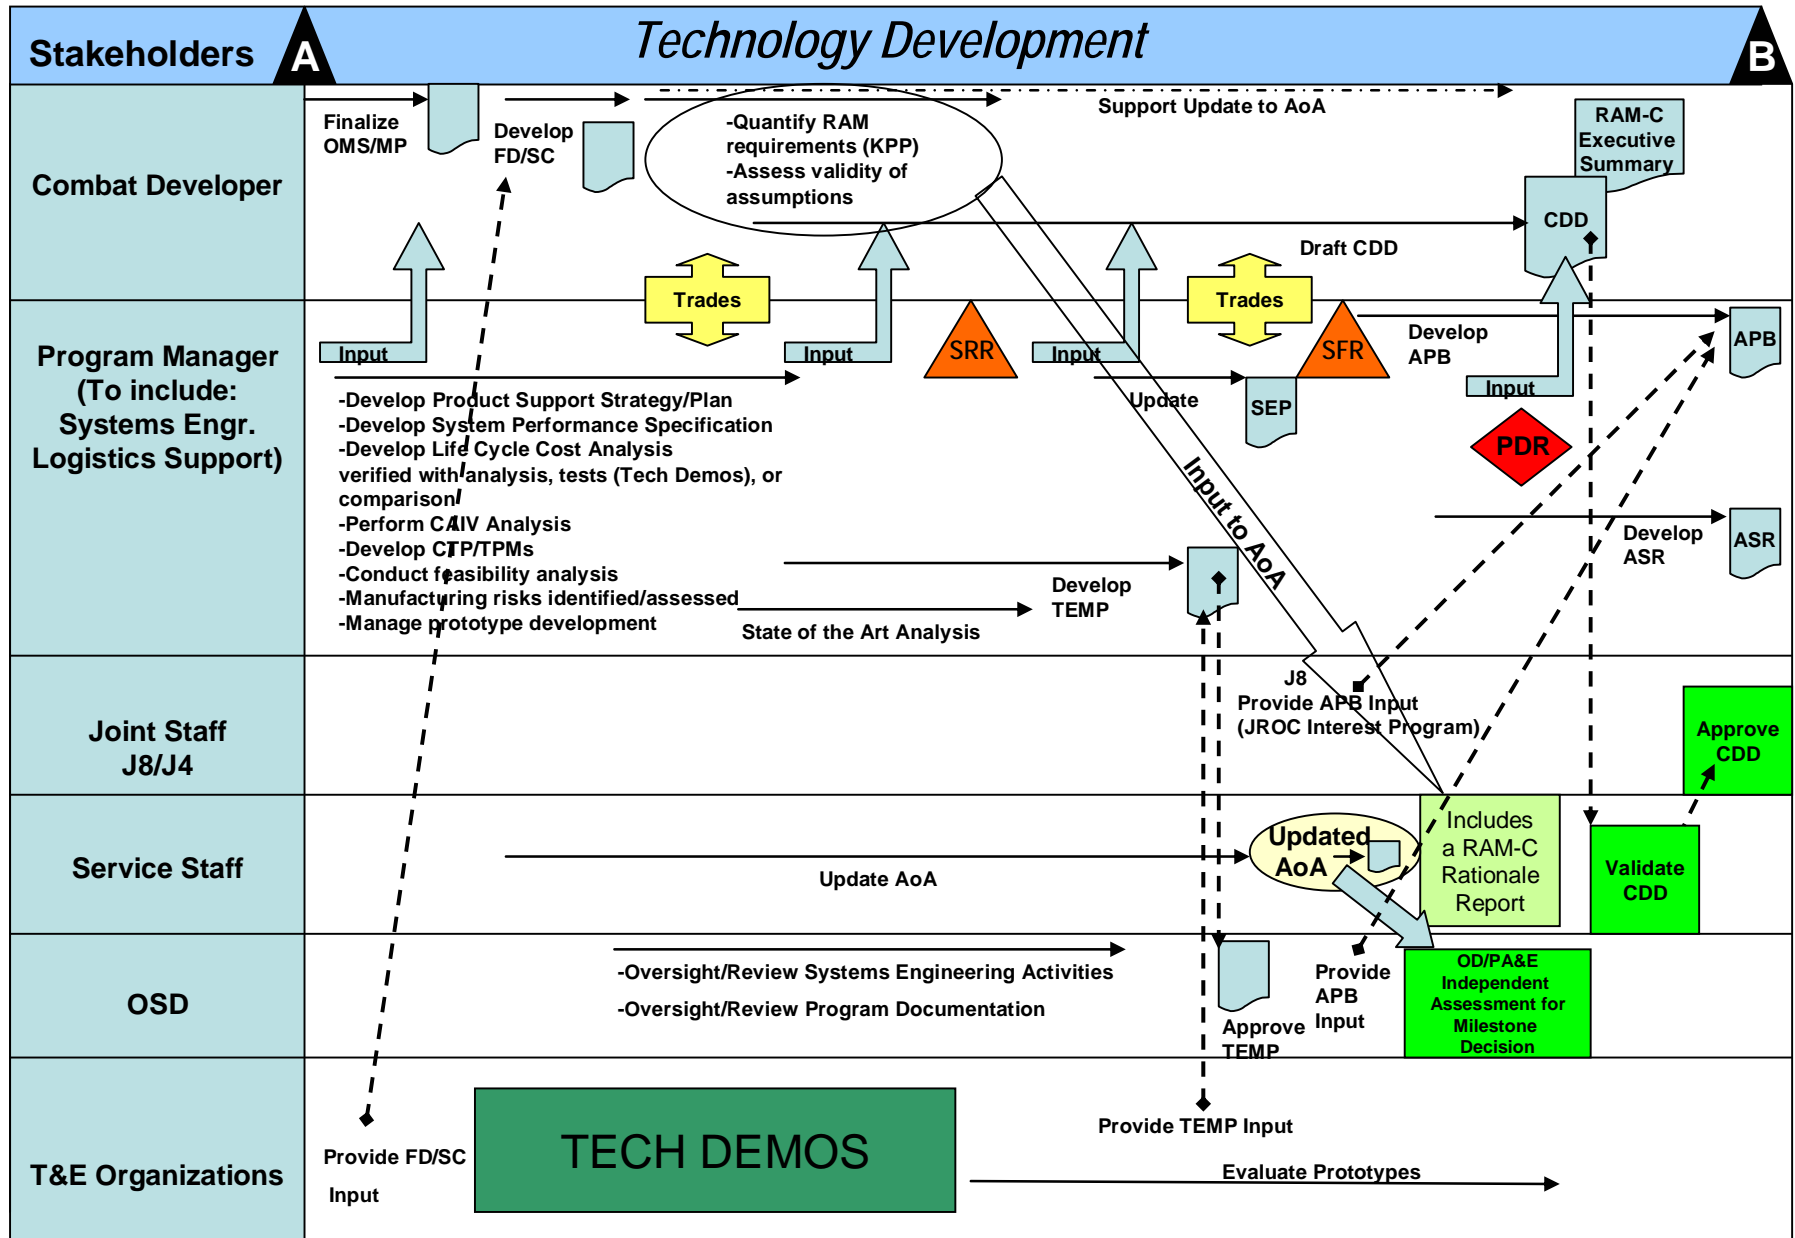 Stakeholders
A
Technology Development
B
Combat Developer
Finalize
OMS/MP
Develop
FD/SC
-Quantify RAM
requirements (KPP)
-Assess validity of
assumptions
Support Update to AoA
RAM-C
Executive
Summary
CDD
Draft CDD
Trades
Trades
Program Manager
(To include:
Systems Engr.
Logistics Support)
Input
Input
SRR
Input
SFR
Develop
APB
APB
Input
-Develop Product Support Strategy/Plan
-Develop System Performance Specification
-Develop Life Cycle Cost Analysis
verified with analysis, tests (Tech Demos), or
comparison
-Perform CAIV Analysis
-Develop CTP/TPMs
-Conduct feasibility analysis
-Manufacturing risks identified/assessed
-Manage prototype development
Update
SEP
PDR
Input to AoA
Develop
ASR
ASR
Develop
TEMP
State of the Art Analysis
Joint Staff
J8/J4
J8
Provide APB Input
(JROC Interest Program)
Approve
CDD
Service Staff
Update AoA
Updated
AoA
Includes
a RAM-C
Rationale
Report
Validate
CDD
OSD
-Oversight/Review Systems Engineering Activities
-Oversight/Review Program Documentation
Approve
TEMP
Provide
APB
Input
OD/PA&E
Independent
Assessment for
Milestone
Decision
T&E Organizations
Provide FD/SC
Input
TECH DEMOS
Provide TEMP Input
Evaluate Prototypes